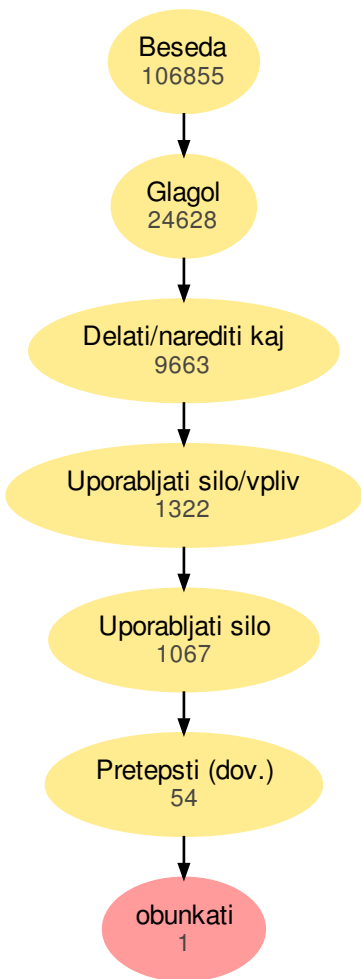 Beseda
106855
Glagol
24628
Delati/narediti kaj
9663
Uporabljati silo/vpliv
1322
Uporabljati silo
1067
Pretepsti (dov.)
54
obunkati
1